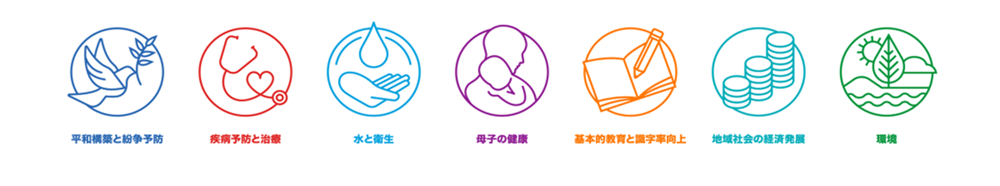 平和構築と紛争予防
疾病予防と治療
水と衛生
母子の健康
基本的教育と識字率向上
地域社会の経済発展
環境